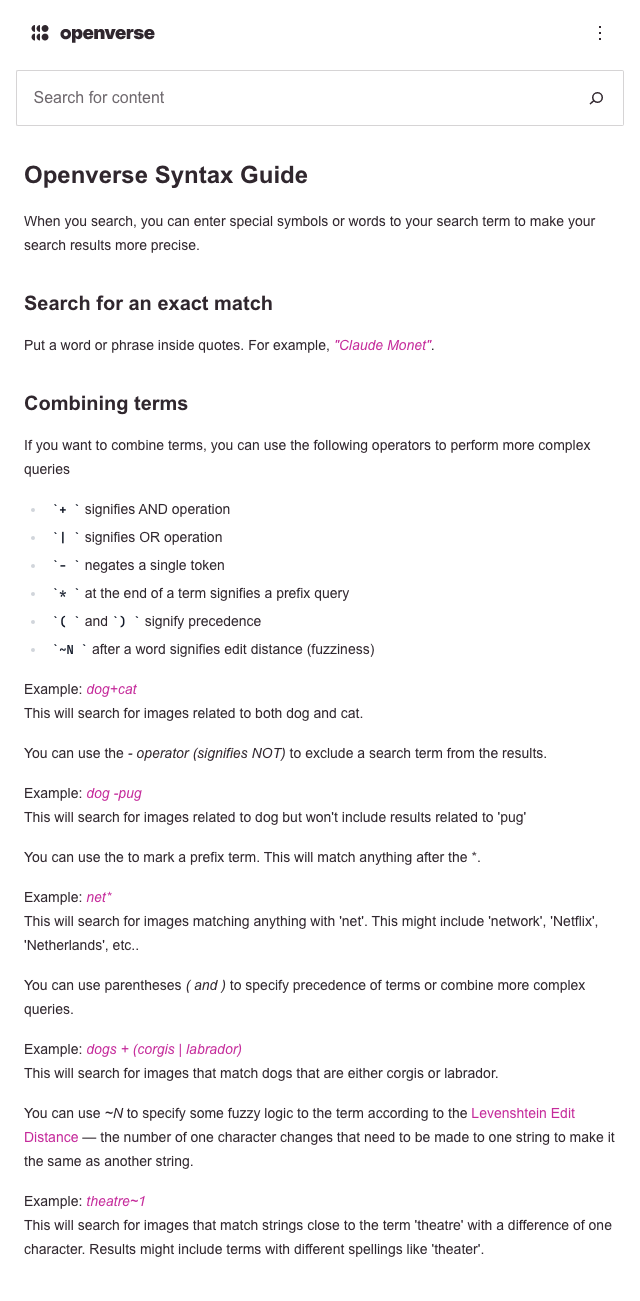 openverse
Search for content
Openverse Syntax Guide
When you search, you can enter special symbols or words to your search term to make your
search results more precise.
Search for an exact match
Put a word or phrase inside quotes. For example, "Claude Monet".
Combining terms
If you want to combine terms, you can use the following operators to perform more complex
queries
`+ ` signifies AND operation
`| ` signifies OR operation
`- ` negates a single token
`* ` at the end of a term signifies a prefix query
`( ` and `) ` signify precedence
`~N ` after a word signifies edit distance (fuzziness)
Example: dog+cat
This will search for images related to both dog and cat.
You can use the - operator (signifies NOT) to exclude a search term from the results.
Example: dog -pug
This will search for images related to dog but won't include results related to 'pug'
You can use the to mark a prefix term. This will match anything after the *.
Example: net*
This will search for images matching anything with 'net'. This might include 'network', 'Netflix',
'Netherlands', etc..
You can use parentheses ( and ) to specify precedence of terms or combine more complex
queries.
Example: dogs + (corgis | labrador)
This will search for images that match dogs that are either corgis or labrador.
You can use ~N to specify some fuzzy logic to the term according to the Levenshtein Edit
Distance — the number of one character changes that need to be made to one string to make it
the same as another string.
Example: theatre~1
This will search for images that match strings close to the term 'theatre' with a difference of one
character. Results might include terms with different spellings like 'theater'.